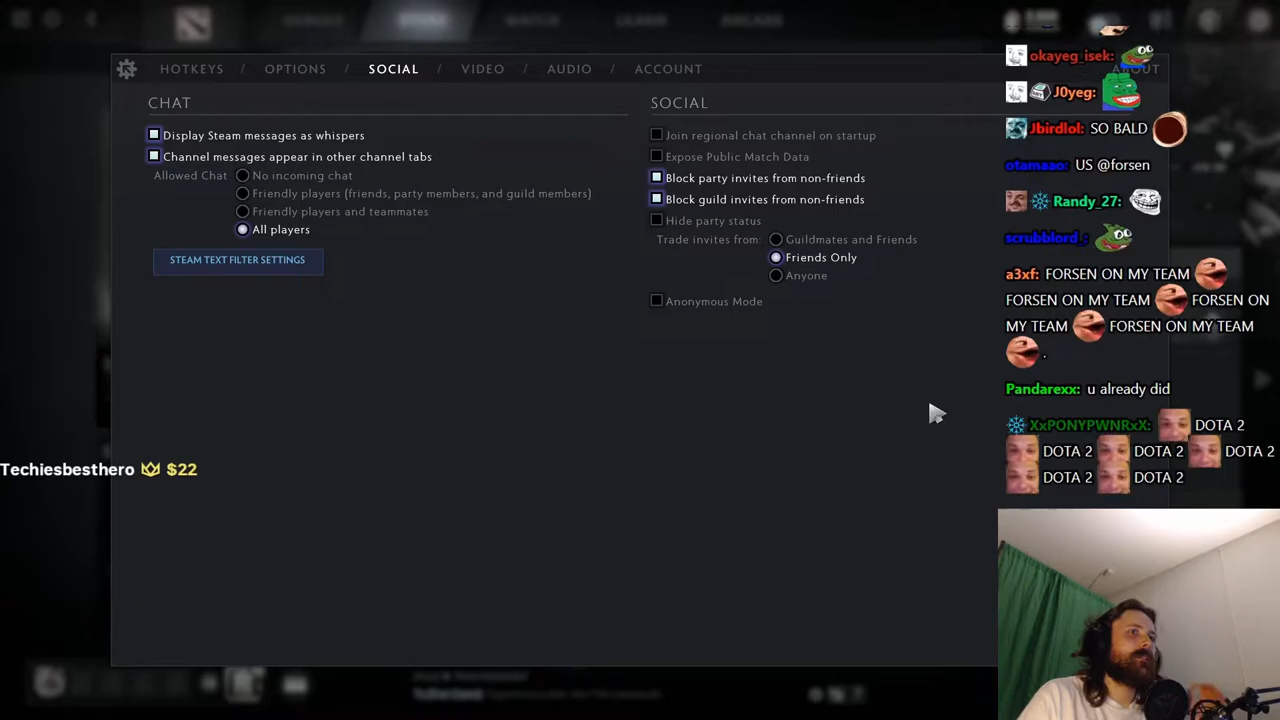 HOTKEYS
SOCIAL
VIDEO
/
/
ACCOUNT
ABOUT
CHAT
Display Steam messages as
Channel messages appear in other channel tabs
Allowed Chat
No
Friendly players (friends, party members, and guild members)
Friendly players and teammates
All players
STEAM TEXT FILTER SETTINGS
SOCIAL
Join regional chat channel on startup
Expose Public Match Data
Block party invites from non-friends
Block guild invites from non-friends
Hide party status
Trade invites from:
Guildmates and Friends
Friends Only
Anyone
Anonymous Mode
Techiesbesthero $22
okayeg_isek:
J0yeg:
Jbirdlol: SO BALD
otamaao: US @forsen
Randy_27:
scrubblord_:
a3xf: FORSEN ON MY TEAM
FORSEN ON MY TEAM FORSEN ON
MY TEAM FORSEN ON MY TEAM
.
Pandarexx: u already did
XxPONYPWNRxX: DOTA 2
DOTA 2 DOTA 2 DOTA 2
DOTA 2 DOTA 2